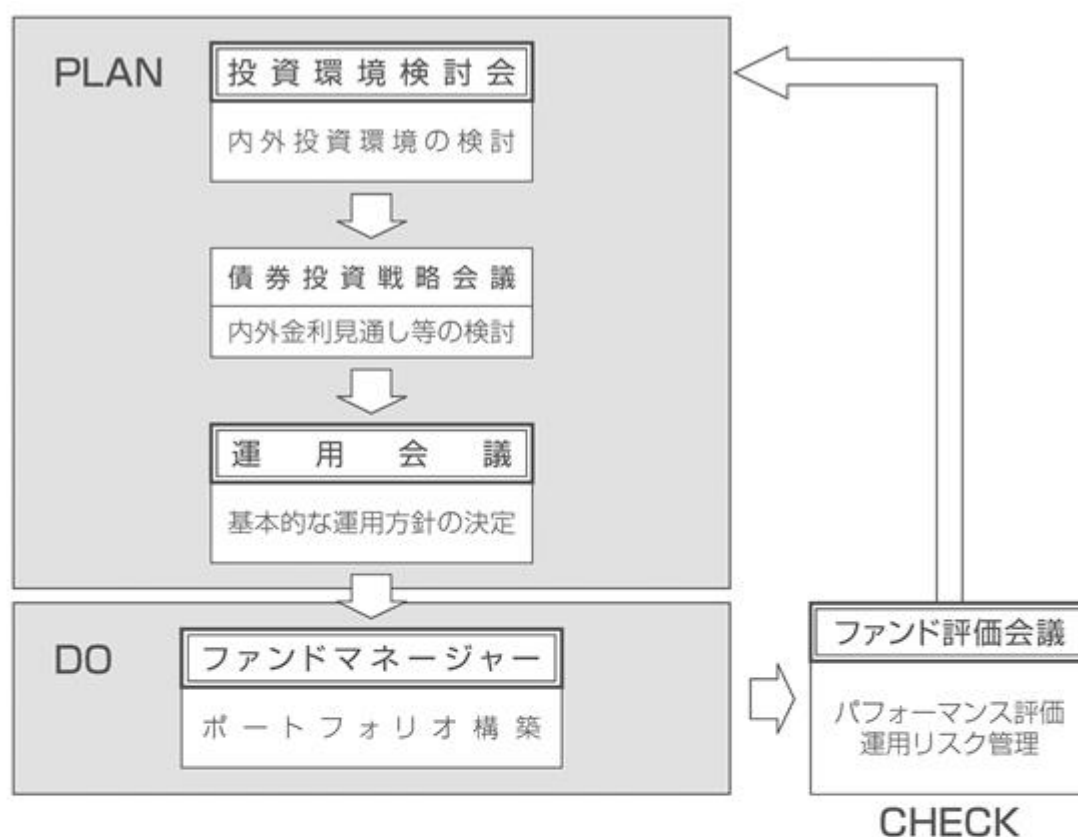 PLAN
投資環境検討会
内外投資環境の検討
債券投資戦略会議
内外金利見通し等の検討
運用会議
基本的な運用方針の決定
DO
ファンドマネージャー
ポートフォリオ構築
ファンド評価会議
パフォーマンス評価
運用リスク管理
CHECK